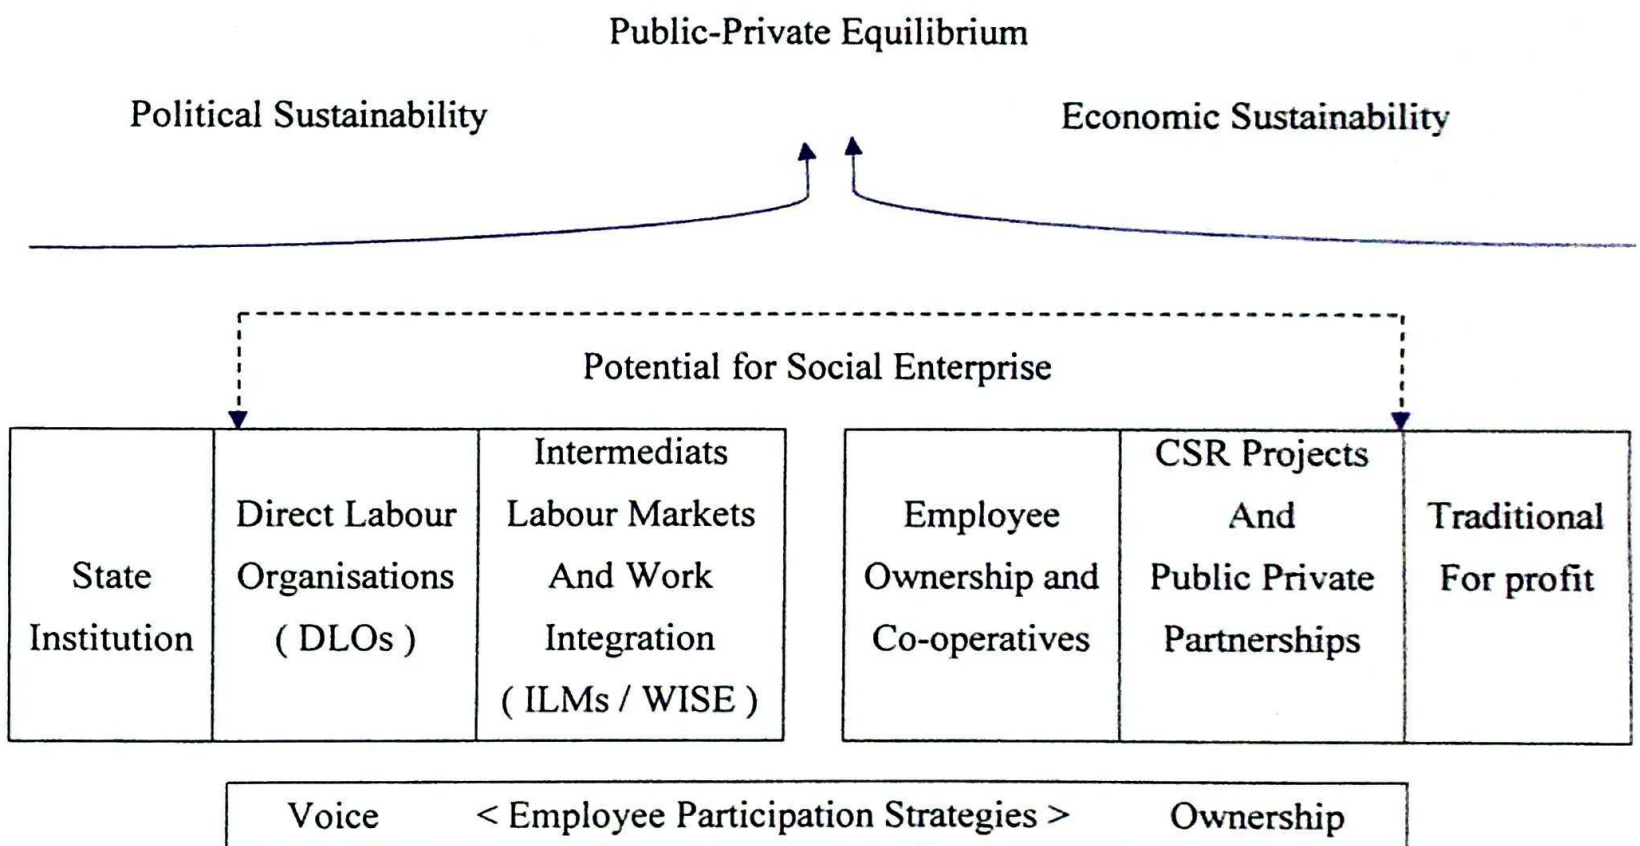 Public-Private Equilibrium
Political Sustainability
Economic Sustainability
Potential for Social Enterprise
State
Institution
Direct Labour
Organisations
( DLOs )
Intermediats
Labour Markets
And Work
Integration
( ILMs / WISE )
Employee
Ownership and
Co-operatives
CSR Projects
And
Public Private
Partnerships
Traditional
For profit
Voice < Employee Participation Strategies > Ownership